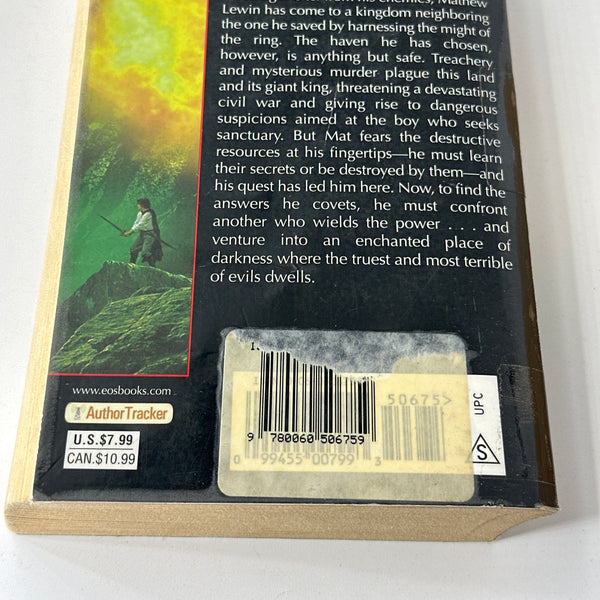 from his enemies, Mathew
Lewin has come to a kingdom neighboring
the one he saved by harnessing the might of
the ring. The haven he has chosen,
however, is anything but safe. Treachery
and mysterious murder plague this land
and its giant king, threatening a devastating
civil war and giving rise to dangerous
suspicions aimed at the boy who seeks
sanctuary. But Mat fears the destructive
resources at his fingertips—he must learn
their secrets or be destroyed by them—and
his quest has led him here. Now, to find the
answers he covets, he must confront
another who wields the power . . . and
venture into an enchanted place of
darkness where the truest and most terrible
of evils dwells.
www.eosbooks.com
AuthorTracker
U.S.$7.99
CAN.$10.99
50675>
9 780060 506759
0 99455 00799 3
UPC
S